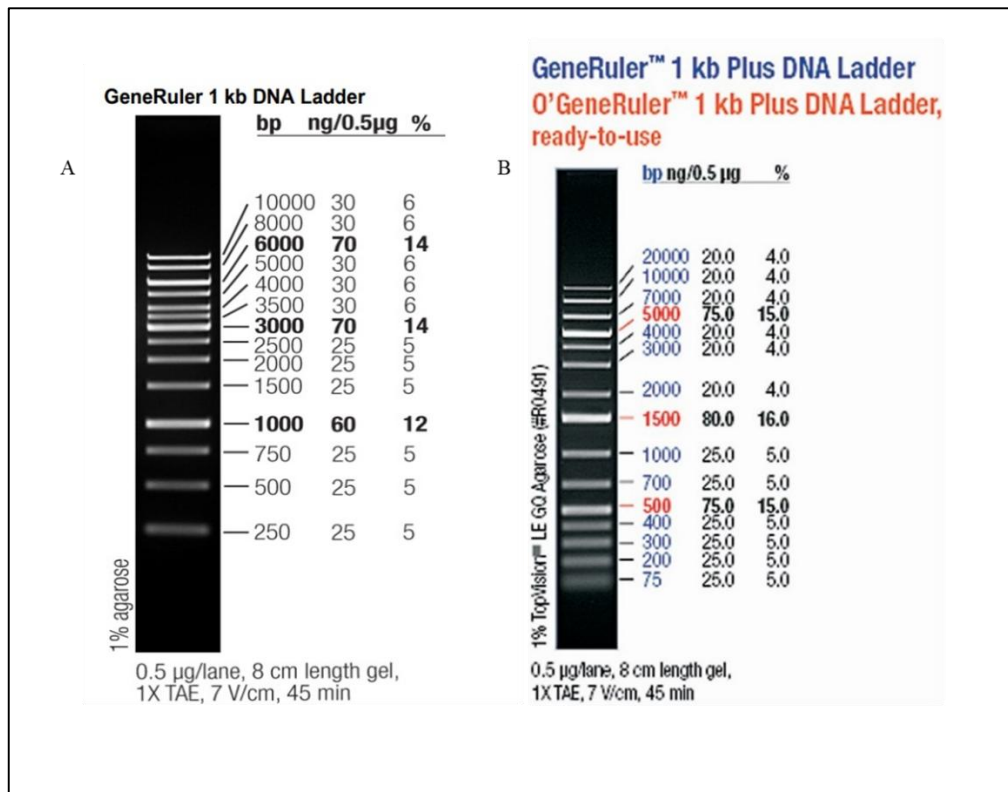 A
GeneRuler 1 kb DNA Ladder
bp ng/0.5µg %
10000 30 6
8000 30 6
6000 70 14
5000 30 6
4000 30 6
3500 30 6
3000 70 14
2500 25 5
2000 25 5
1500 25 5
1000 60 12
750 25 5
500 25 5
250 25 5
1% agarose
0.5 µg/lane, 8 cm length gel,
1X TAE, 7 V/cm, 45 min
B
GeneRuler™ 1 kb Plus DNA Ladder
O'GeneRuler™ 1 kb Plus DNA Ladder,
ready-to-use
bp ng/0.5 µg %
20000 20.0 4.0
10000 20.0 4.0
7000 20.0 4.0
5000 75.0 15.0
4000 20.0 4.0
3000 20.0 4.0
2000 20.0 4.0
1500 80.0 16.0
1000 25.0 5.0
700 25.0 5.0
500 75.0 15.0
400 25.0 5.0
300 25.0 5.0
200 25.0 5.0
75 25.0 5.0
1% TopVision™ LE GQ Agarose (#R0491)
0.5 µg/lane, 8 cm length gel,
1X TAE, 7 V/cm, 45 min